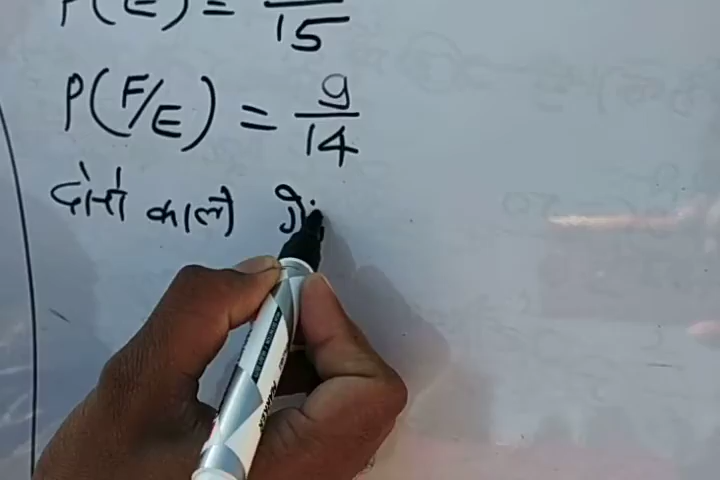 P(E) = /15
P(F/E) = 9/14
दोनों काले